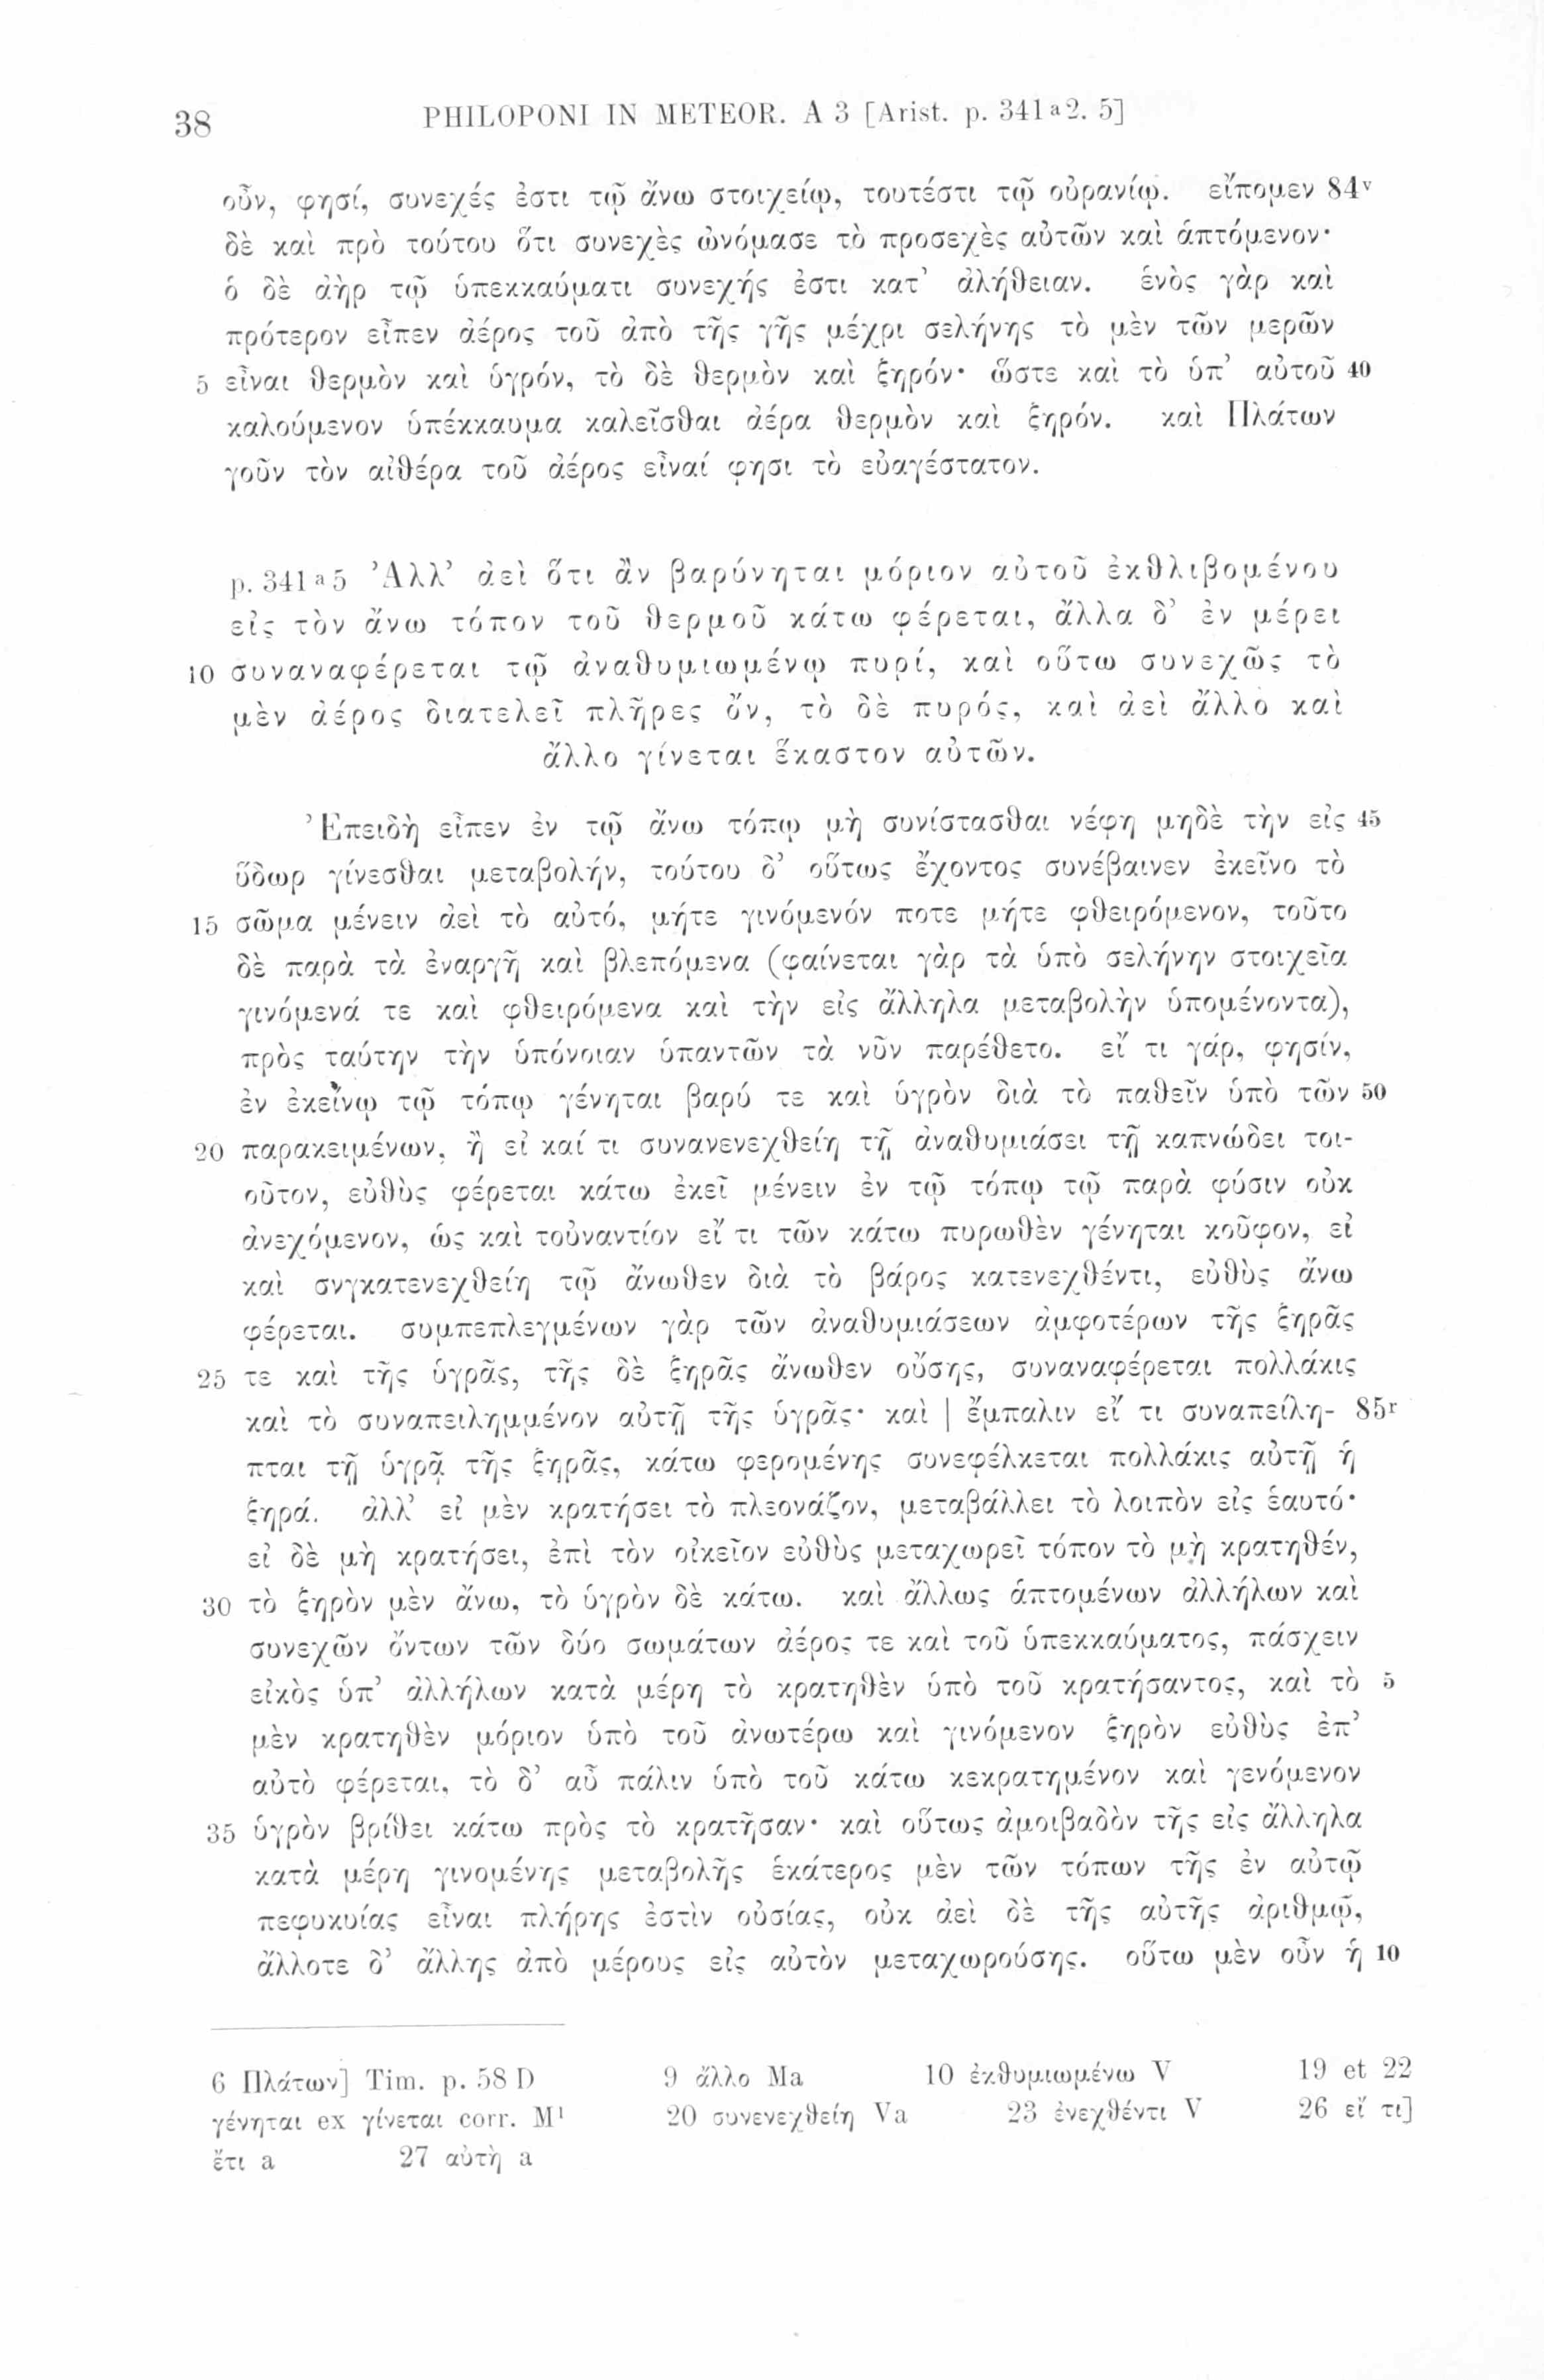 38 PHILOPONI IN METEOR. A 3 [Arist. p. 341ᵃ2. 5]
οὖν, φησί, συνεχές ἐστι τῷ ἄνω στοιχείῳ, τουτέστι τῷ οὐρανίῳ. εἴπομεν 84ᵛ
δὲ καὶ πρὸ τούτου ὅτι συνεχὲς ὠνόμασε τὸ προσεχὲς αὐτῶν καὶ ἁπτόμενον·
ὁ δὲ ἀὴρ τῷ ὑπεκκαύματι συνεχής ἐστι κατ’ ἀλήθειαν. ἑνὸς γὰρ καὶ
πρότερον εἶπεν ἀέρος τοῦ ἀπὸ τῆς γῆς μέχρι σελήνης τὸ μὲν τῶν μερῶν
5 εἶναι θερμὸν καὶ ὑγρόν, τὸ δὲ θερμὸν καὶ ξηρόν· ὥστε καὶ τὸ ὑπ’ αὐτοῦ 40
καλούμενον ὑπέκκαυμα καλεῖσθαι ἀέρα θερμὸν καὶ ξηρόν. καὶ Πλάτων
γοῦν τὸν αἰθέρα τοῦ ἀέρος εἶναί φησι τὸ εὐαγέστατον.
p. 341ᵃ5 Ἀλλ’ ἀεὶ ὅτι ἂν βαρύνηται μόριον αὐτοῦ ἐκθλιβομένου
εἰς τὸν ἄνω τόπον τοῦ θερμοῦ κάτω φέρεται, ἄλλα δ’ ἐν μέρει
10 συναναφέρεται τῷ ἀναθυμιωμένῳ πυρί, καὶ οὕτω συνεχῶς τὸ
μὲν ἀέρος διατελεῖ πλῆρες ὄν, τὸ δὲ πυρός, καὶ ἀεὶ ἄλλο καὶ
ἄλλο γίνεται ἕκαστον αὐτῶν.
Ἐπειδὴ εἶπεν ἐν τῷ ἄνω τόπῳ μὴ συνίστασθαι νέφη μηδὲ τὴν εἰς 45
ὕδωρ γίνεσθαι μεταβολήν, τούτου δ’ οὕτως ἔχοντος συνέβαινεν ἐκεῖνο τὸ
15 σῶμα μένειν ἀεὶ τὸ αὐτό, μήτε γινόμενόν ποτε μήτε φθειρόμενον, τοῦτο
δὲ παρὰ τὰ ἐναργῆ καὶ βλεπόμενα (φαίνεται γὰρ τὰ ὑπὸ σελήνην στοιχεῖα
γινόμενά τε καὶ φθειρόμενα καὶ τὴν εἰς ἄλληλα μεταβολὴν ὑπομένοντα),
πρὸς ταύτην τὴν ὑπόνοιαν ὑπαντῶν τὰ νῦν παρέθετο. εἴ τι γάρ, φησίν,
ἐν ἐκείνῳ τῷ τόπῳ γένηται βαρύ τε καὶ ὑγρὸν διὰ τὸ παθεῖν ὑπὸ τῶν 50
20 παρακειμένων, ἢ εἰ καί τι συνανενεχθείη τῇ ἀναθυμιάσει τῇ καπνώδει τοι-
οῦτον, εὐθὺς φέρεται κάτω ἐκεῖ μένειν ἐν τῷ τόπῳ τῷ παρὰ φύσιν οὐκ
ἀνεχόμενον, ὡς καὶ τοὐναντίον εἴ τι τῶν κάτω πυρωθὲν γένηται κοῦφον, εἰ
καὶ συγκατενεχθείη τῷ ἄνωθεν διὰ τὸ βάρος κατενεχθέντι, εὐθὺς ἄνω
φέρεται. συμπεπλεγμένων γὰρ τῶν ἀναθυμιάσεων ἀμφοτέρων τῆς ξηρᾶς
25 τε καὶ τῆς ὑγρᾶς, τῆς δὲ ξηρᾶς ἄνωθεν οὔσης, συναναφέρεται πολλάκις
καὶ τὸ συναπειλημμένον αὐτῇ τῆς ὑγρᾶς· καὶ | ἔμπαλιν εἴ τι συναπείλη- 85ʳ
πται τῇ ὑγρᾷ τῆς ξηρᾶς, κάτω φερομένης συνεφέλκεται πολλάκις αὐτῇ ἡ
ξηρά. ἀλλ’ εἰ μὲν κρατήσει τὸ πλεονάζον, μεταβάλλει τὸ λοιπὸν εἰς ἑαυτό·
εἰ δὲ μὴ κρατήσει, ἐπὶ τὸν οἰκεῖον εὐθὺς μεταχωρεῖ τόπον τὸ μὴ κρατηθέν,
30 τὸ ξηρὸν μὲν ἄνω, τὸ ὑγρὸν δὲ κάτω. καὶ ἄλλως ἁπτομένων ἀλλήλων καὶ
συνεχῶν ὄντων τῶν δύο σωμάτων ἀέρος τε καὶ τοῦ ὑπεκκαύματος, πάσχειν
εἰκὸς ὑπ’ ἀλλήλων κατὰ μέρη τὸ κρατηθὲν ὑπὸ τοῦ κρατήσαντος, καὶ τὸ 5
μὲν κρατηθὲν μόριον ὑπὸ τοῦ ἀνωτέρω καὶ γινόμενον ξηρὸν εὐθὺς ἐπ’
αὐτὸ φέρεται, τὸ δ’ αὖ πάλιν ὑπὸ τοῦ κάτω κεκρατημένον καὶ γενόμενον
35 ὑγρὸν βρίθει κάτω πρὸς τὸ κρατῆσαν· καὶ οὕτως ἀμοιβαδὸν τῆς εἰς ἄλληλα
κατὰ μέρη γινομένης μεταβολῆς ἑκάτερος μὲν τῶν τόπων τῆς ἐν αὐτῷ
πεφυκυίας εἶναι πλήρης ἐστὶν οὐσίας, οὐκ ἀεὶ δὲ τῆς αὐτῆς ἀριθμῷ,
ἄλλοτε δ’ ἄλλης ἀπὸ μέρους εἰς αὐτὸν μεταχωρούσης. οὕτω μὲν οὖν ἡ 10
6 Πλάτων] Tim. p. 58 D 9 ἄλλο Ma 10 ἐκθυμιωμένω V 19 et 22
γένηται ex γίνεται corr. M¹ 20 συνενεχθείη Va 23 ἐνεχθέντι V 26 εἴ τι]
ἔτι a 27 αὐτὴ a